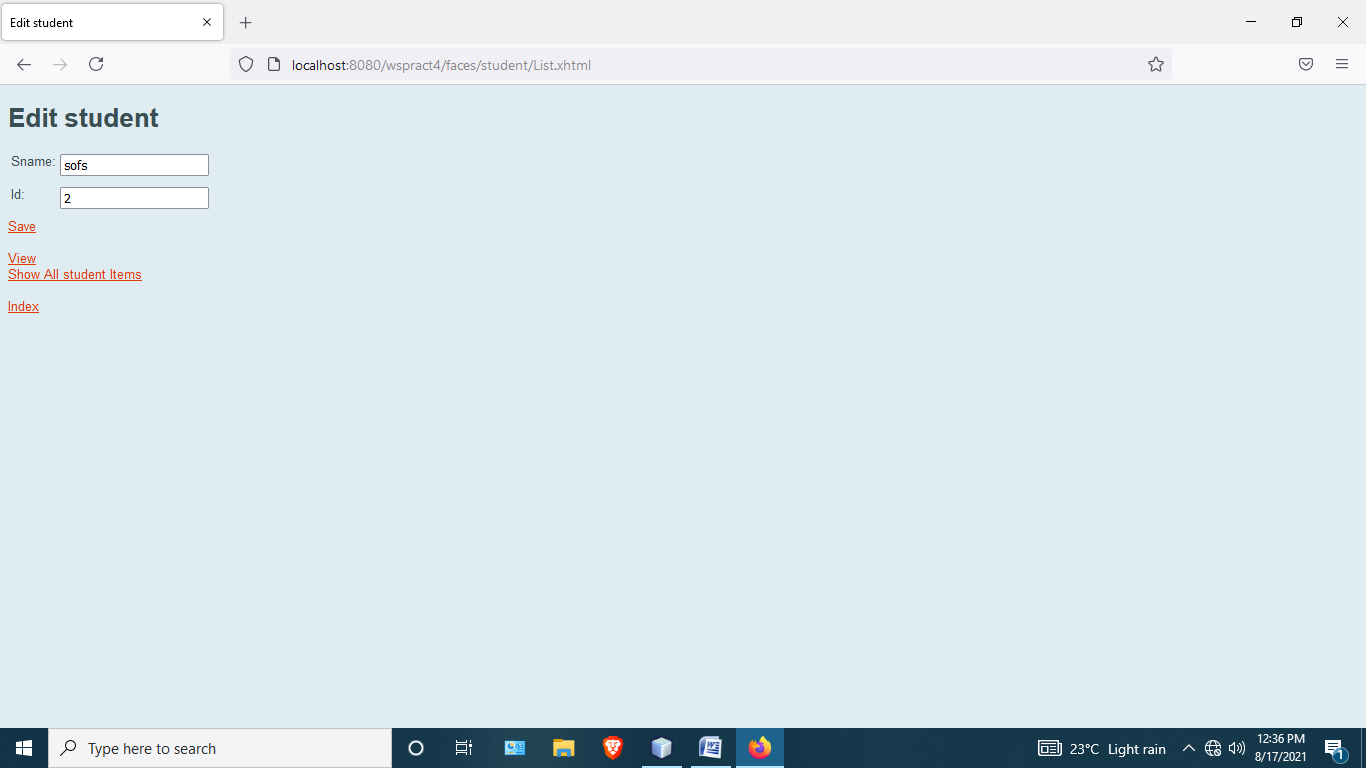 Edit student
localhost:8080/wspract4/faces/student/List.xhtml
Edit student
Sname: sofs
Id: 2
Save
View
Show All student Items
Index
Type here to search
23°C Light rain
12:36 PM
8/17/2021
1